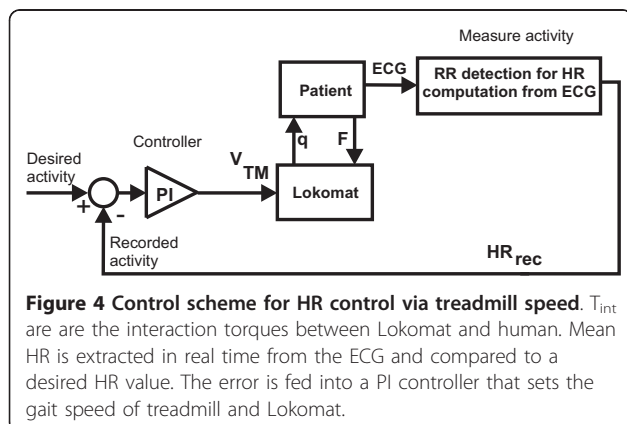 Measure activity
ECG
RR detection for HR
computation from ECG
Patient
Controller
q
F
Desired
activity
V
TM
PI
Lokomat
+
-
Recorded
activity
HR rec
Figure 4 Control scheme for HR control via treadmill speed. Tint
are are the interaction torques between Lokomat and human. Mean
HR is extracted in real time from the ECG and compared to a
desired HR value. The error is fed into a PI controller that sets the
gait speed of treadmill and Lokomat.